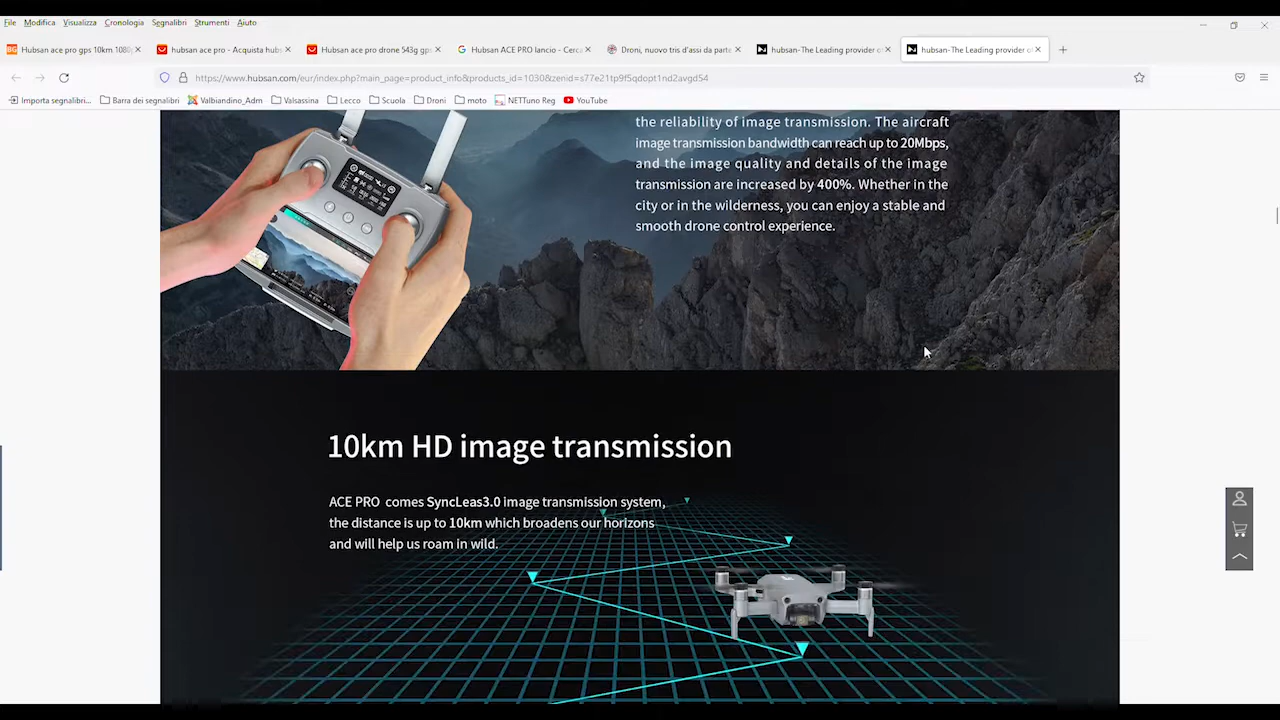 File Modifica Visualizza Cronologia Segnalibri Strumenti Aiuto
Hubsan ace pro gps 10km 1080
hubsan ace pro - Acquista hubs
Hubsan ace pro drone 543g gps
Hubsan ACE PRO lancio - Cerca
Droni, nuovo tris d'assi da parte
hubsan-The Leading provider of
hubsan-The Leading provider of
https://www.hubsan.com/eur/index.php?main_page=product_info&products_id=1030&zenid=s77e21tp9f5qdopt1nd2avgd54
Importa segnalibri... Barra dei segnalibri Valbiandino_Adm Valsassina Lecco Scuola Droni moto NETTuno Reg YouTube
the reliability of image transmission. The aircraft
image transmission bandwidth can reach up to 20Mbps,
and the image quality and details of the image
transmission are increased by 400%. Whether in the
city or in the wilderness, you can enjoy a stable and
smooth drone control experience.
10km HD image transmission
ACE PRO comes SyncLeas3.0 image transmission system,
the distance is up to 10km which broadens our horizons
and will help us roam in wild.